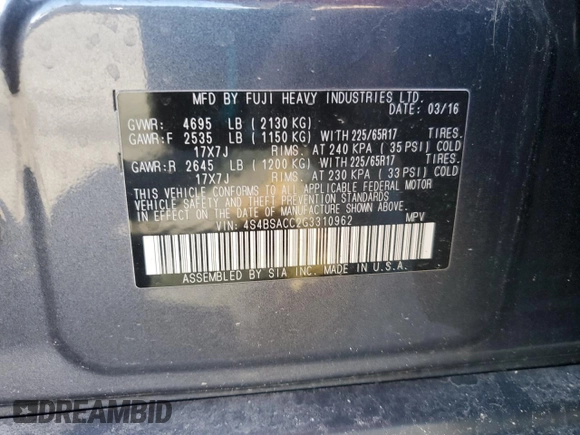 MFD BY FUJI HEAVY INDUSTRIES LTD.
DATE: 03/16
GVWR: 4695 LB ( 2130 KG)
GAWR:F 2535 LB ( 1150 KG) WITH 225/65R17 TIRES.
17X7J RIMS. AT 240 KPA ( 35 PSI) COLD
GAWR:R 2645 LB ( 1200 KG) WITH 225/65R17 TIRES.
17X7J RIMS. AT 230 KPA ( 33 PSI) COLD
THIS VEHICLE CONFORMS TO ALL APPLICABLE FEDERAL MOTOR
VEHICLE SAFETY AND THEFT PREVENTION STANDARDS
IN EFFECT ON THE DATE OF MANUFACTURE SHOWN ABOVE.
VIN: 4S4BSACC2G3310962 MPV
ASSEMBLED BY SIA INC. MADE IN U.S.A.
DREAMBID